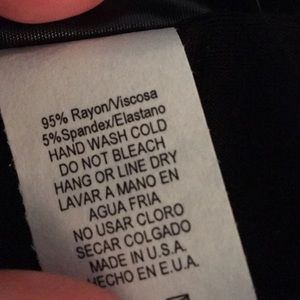 95% Rayon/Viscosa
5%Spandex/Elastano
HAND WASH COLD
DO NOT BLEACH
HANG OR LINE DRY
LAVAR A MANO EN
AGUA FRIA
NO USAR CLORO
SECAR COLGADO
MADE IN U.S.A.
HECHO EN E.U.A.